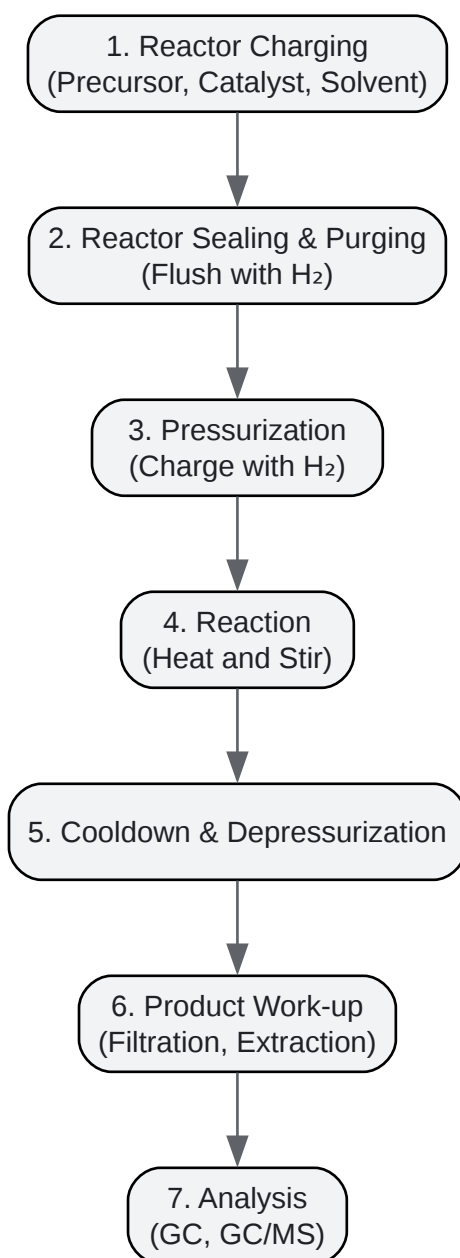 1. Reactor Charging
(Precursor, Catalyst, Solvent)
2. Reactor Sealing & Purging
(Flush with H₂)
3. Pressurization
(Charge with H₂)
4. Reaction
(Heat and Stir)
5. Cooldown & Depressurization
6. Product Work-up
(Filtration, Extraction)
7. Analysis
(GC, GC/MS)